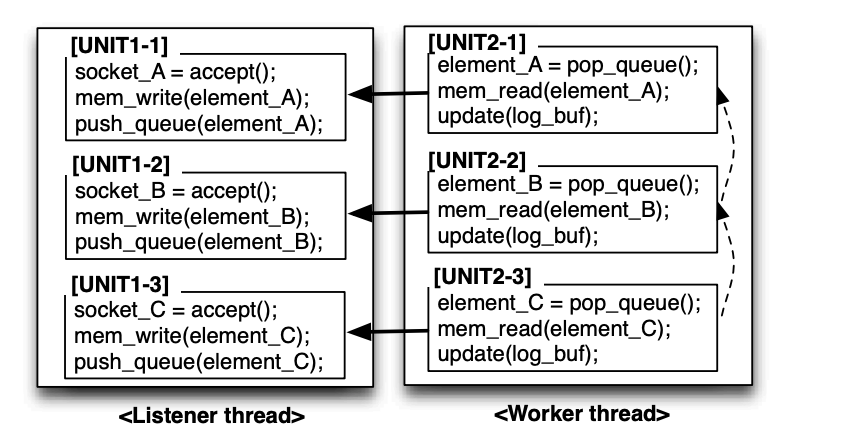 [UNIT1-1]
socket_A = accept();
mem_write(element_A);
push_queue(element_A);
[UNIT1-2]
socket_B = accept();
mem_write(element_B);
push_queue(element_B);
[UNIT1-3]
socket_C = accept();
mem_write(element_C);
push_queue(element_C);
<Listener thread>
[UNIT2-1]
element_A = pop_queue();
mem_read(element_A);
update(log_buf);
[UNIT2-2]
element_B = pop_queue();
mem_read(element_B);
update(log_buf);
[UNIT2-3]
element_C = pop_queue();
mem_read(element_C);
update(log_buf);
<Worker thread>